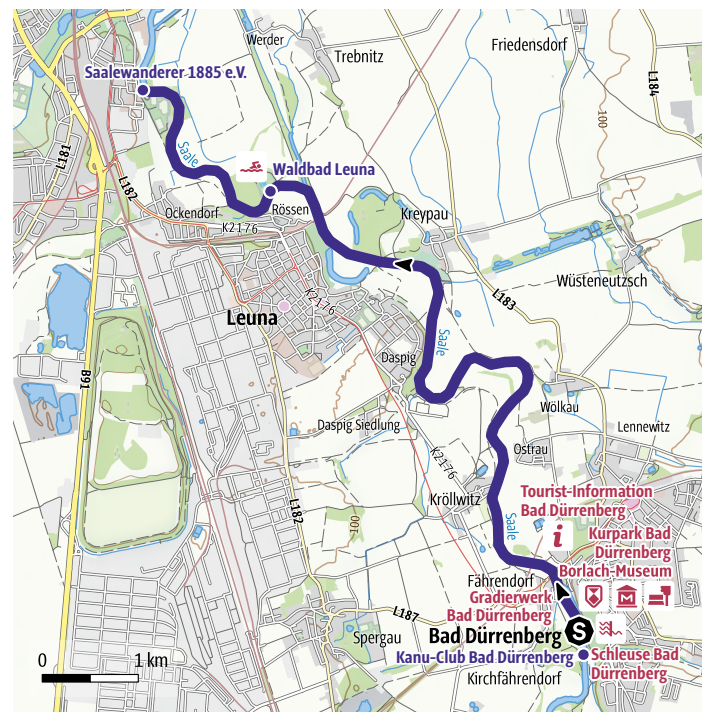 Werder
Trebnitz
Friedensdorf
L184
Saalewanderer 1885 e.V.
100
L181
Saale
L182
Waldbad Leuna
Ockendorf
Rössen
K2176
Kreypau
Wüsteneutzsch
L183
K2176
Leuna
Saale
Daspig
B91
Wölkau
Daspig Siedlung
Lennewitz
Ostrau
K2176
Kröllwitz
Tourist-Information
Bad Dürrenberg
L182
100
Saale
i
Kurpark Bad
Dürrenberg
Borlach-Museum
Fährendorf
Gradierwerk
Bad Dürrenberg
M
L187
Spergau
Bad Dürrenberg
S
Kanu-Club Bad Dürrenberg
Schleuse Bad
Dürrenberg
Kirchfährendorf
0 1 km